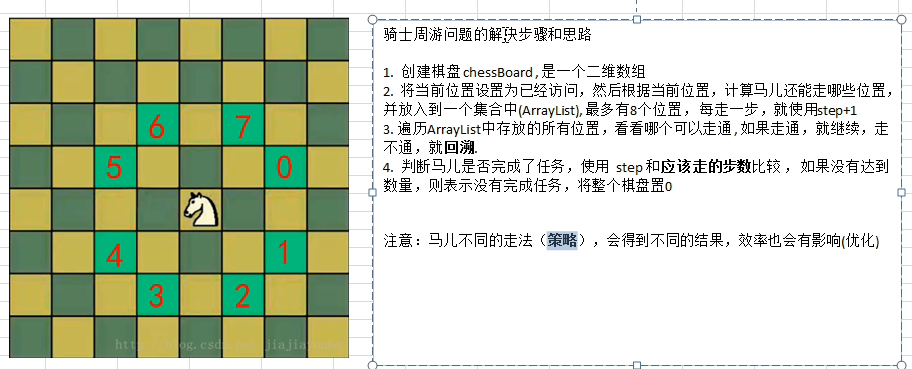 骑士周游问题的解决步骤和思路
1. 创建棋盘 chessBoard , 是一个二维数组
2. 将当前位置设置为已经访问，然后根据当前位置，计算马儿还能走哪些位置，
并放入到一个集合中(ArrayList), 最多有8个位置，每走一步，就使用step+1
3. 遍历ArrayList中存放的所有位置，看看哪个可以走通 , 如果走通，就继续，走
不通，就回溯.
4. 判断马儿是否完成了任务，使用 step 和应该走的步数比较 ，如果没有达到
数量，则表示没有完成任务，将整个棋盘置0
注意：马儿不同的走法（策略），会得到不同的结果，效率也会有影响(优化)
6 7
5 0
4 1
3 2
http://blog.csdn.